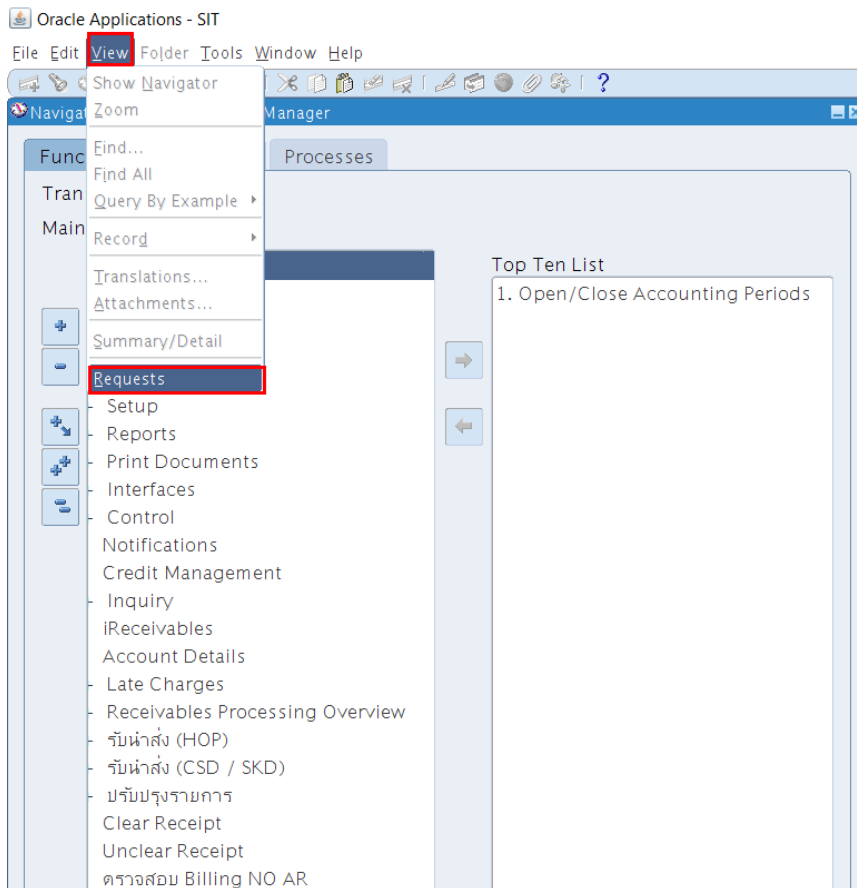 Oracle Applications - SIT
File Edit View Folder Tools Window Help
Show Navigator
Zoom
Find...
Find All
Query By Example
Record
Translations...
Attachments...
Summary/Detail
Requests
Navigat
Manager
Func
Processes
Tran
Main
Setup
Reports
Print Documents
Interfaces
Control
Notifications
Credit Management
Inquiry
iReceivables
Account Details
Late Charges
Receivables Processing Overview
รับนำส่ง (HOP)
รับนำส่ง (CSD / SKD)
ปรับปรุงรายการ
Clear Receipt
Unclear Receipt
ตรวจสอบ Billing NO AR
Top Ten List
1. Open/Close Accounting Periods